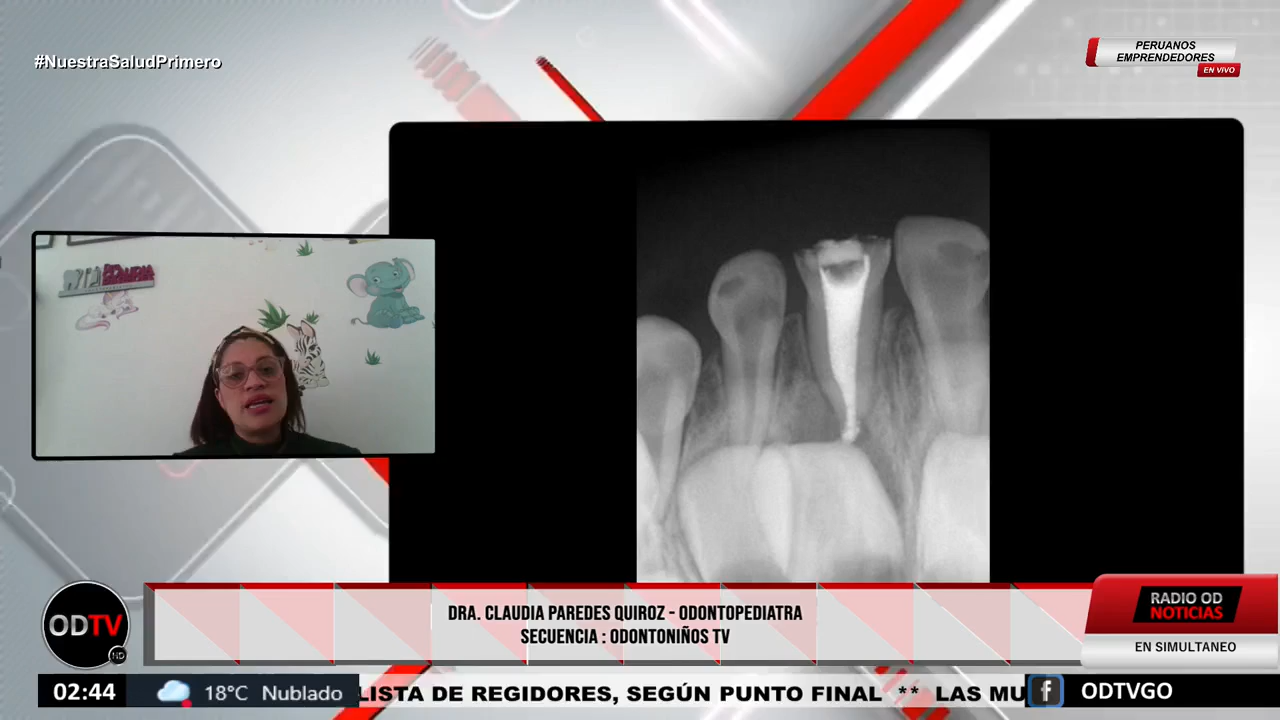 #NuestraSaludPrimero
PERUANOS
EMPRENDEDORES
EN VIVO
ODTV
HD
DRA. CLAUDIA PAREDES QUIROZ - ODONTOPEDIATRA
SECUENCIA : ODONTONIÑOS TV
RADIO OD
NOTICIAS
EN SIMULTANEO
02:44
18°C Nublado
LISTA DE REGIDORES, SEGÚN PUNTO FINAL ** LAS MU
ODTVGO